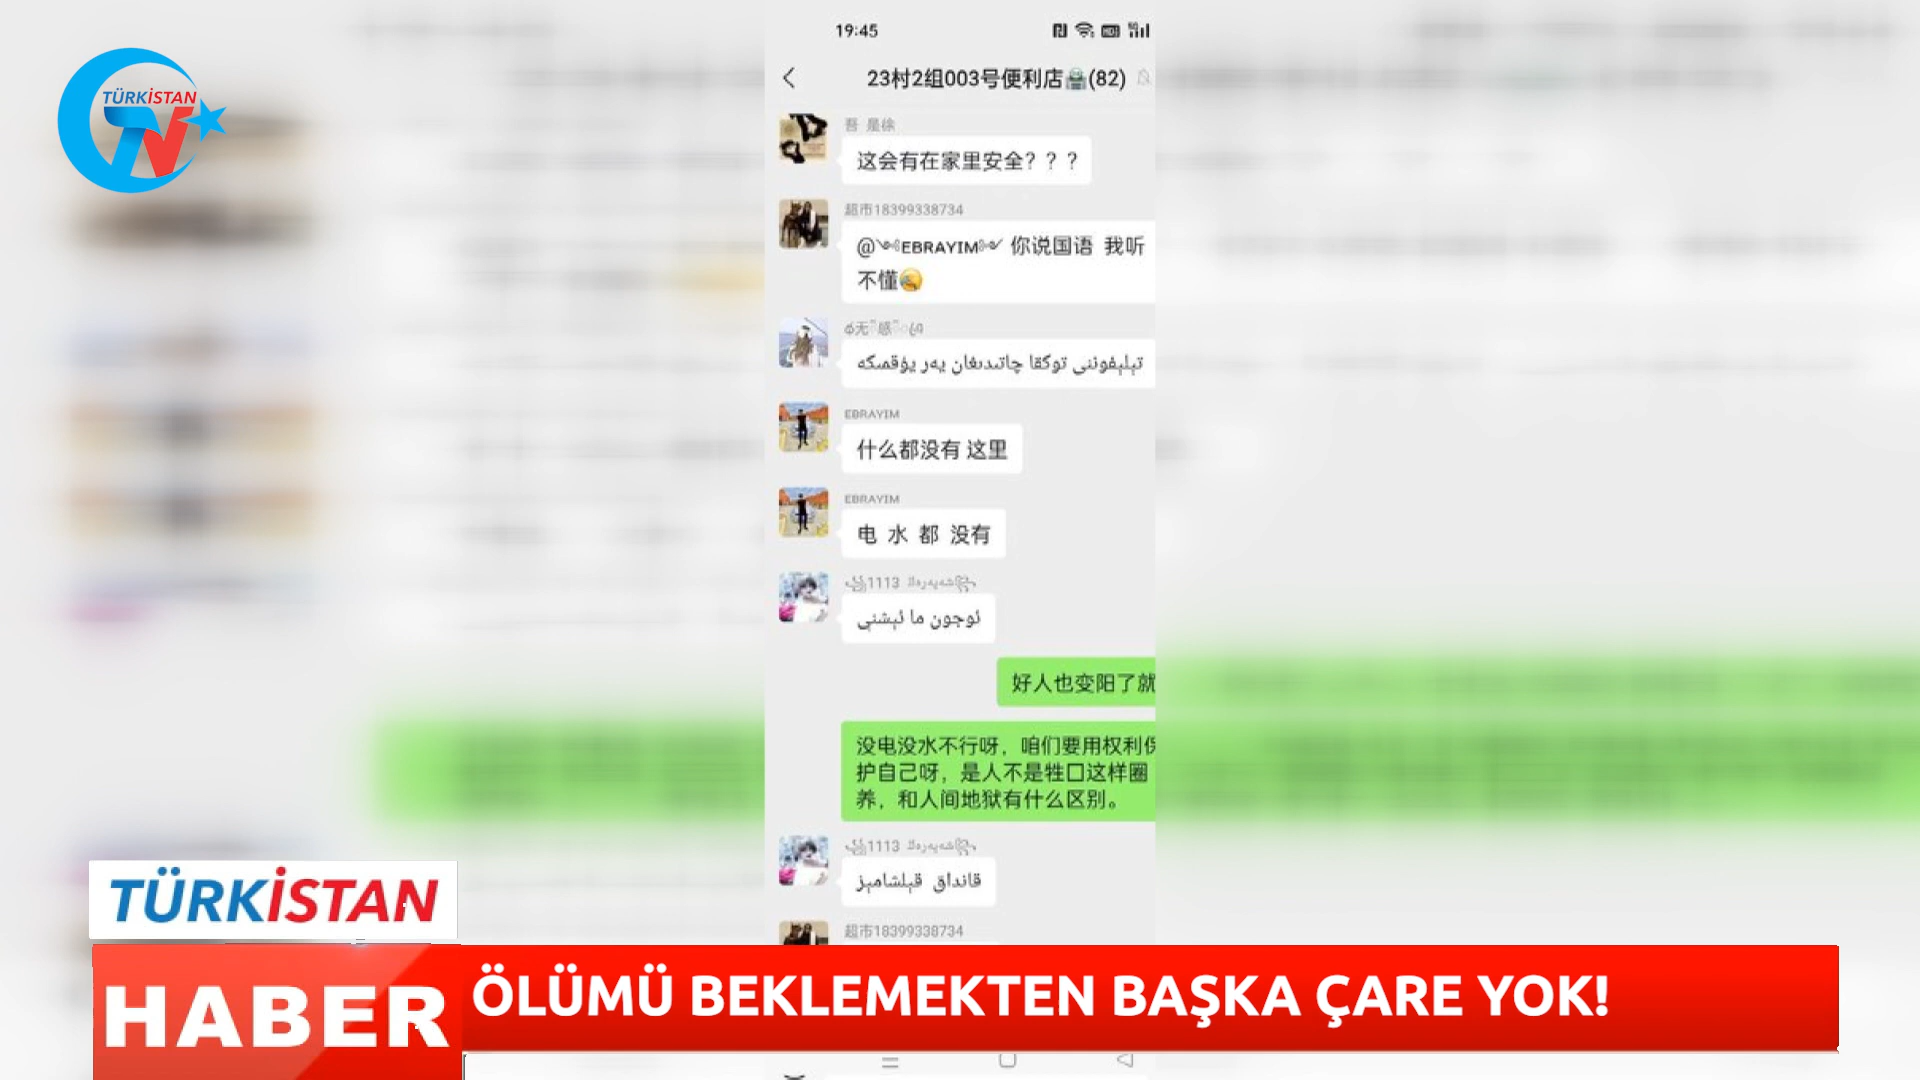 TÜRKİSTAN
TV
19:45
23村2组003号便利店(82)
吾 是徐
这会有在家里安全? ? ?
超市18399338734
@EBRAYIM 你说国语 我听
不懂
تېلېفوننى توكقا چاتىدىغان يەر يۇقمىكە
EBRAYIM
什么都没有 这里
EBRAYIM
电 水 都 没有
1113
ئوجون ما ئېشنى
好人也变阳了就
没电没水不行呀，咱们要用权利保
护自己呀，是人不是牲口这样圈
养，和人间地狱有什么区别。
1113
قانداق قېلشامېز
超市18399338734
TÜRKİSTAN
HABER
ÖLÜMÜ BEKLEMEKTEN BAŞKA ÇARE YOK!